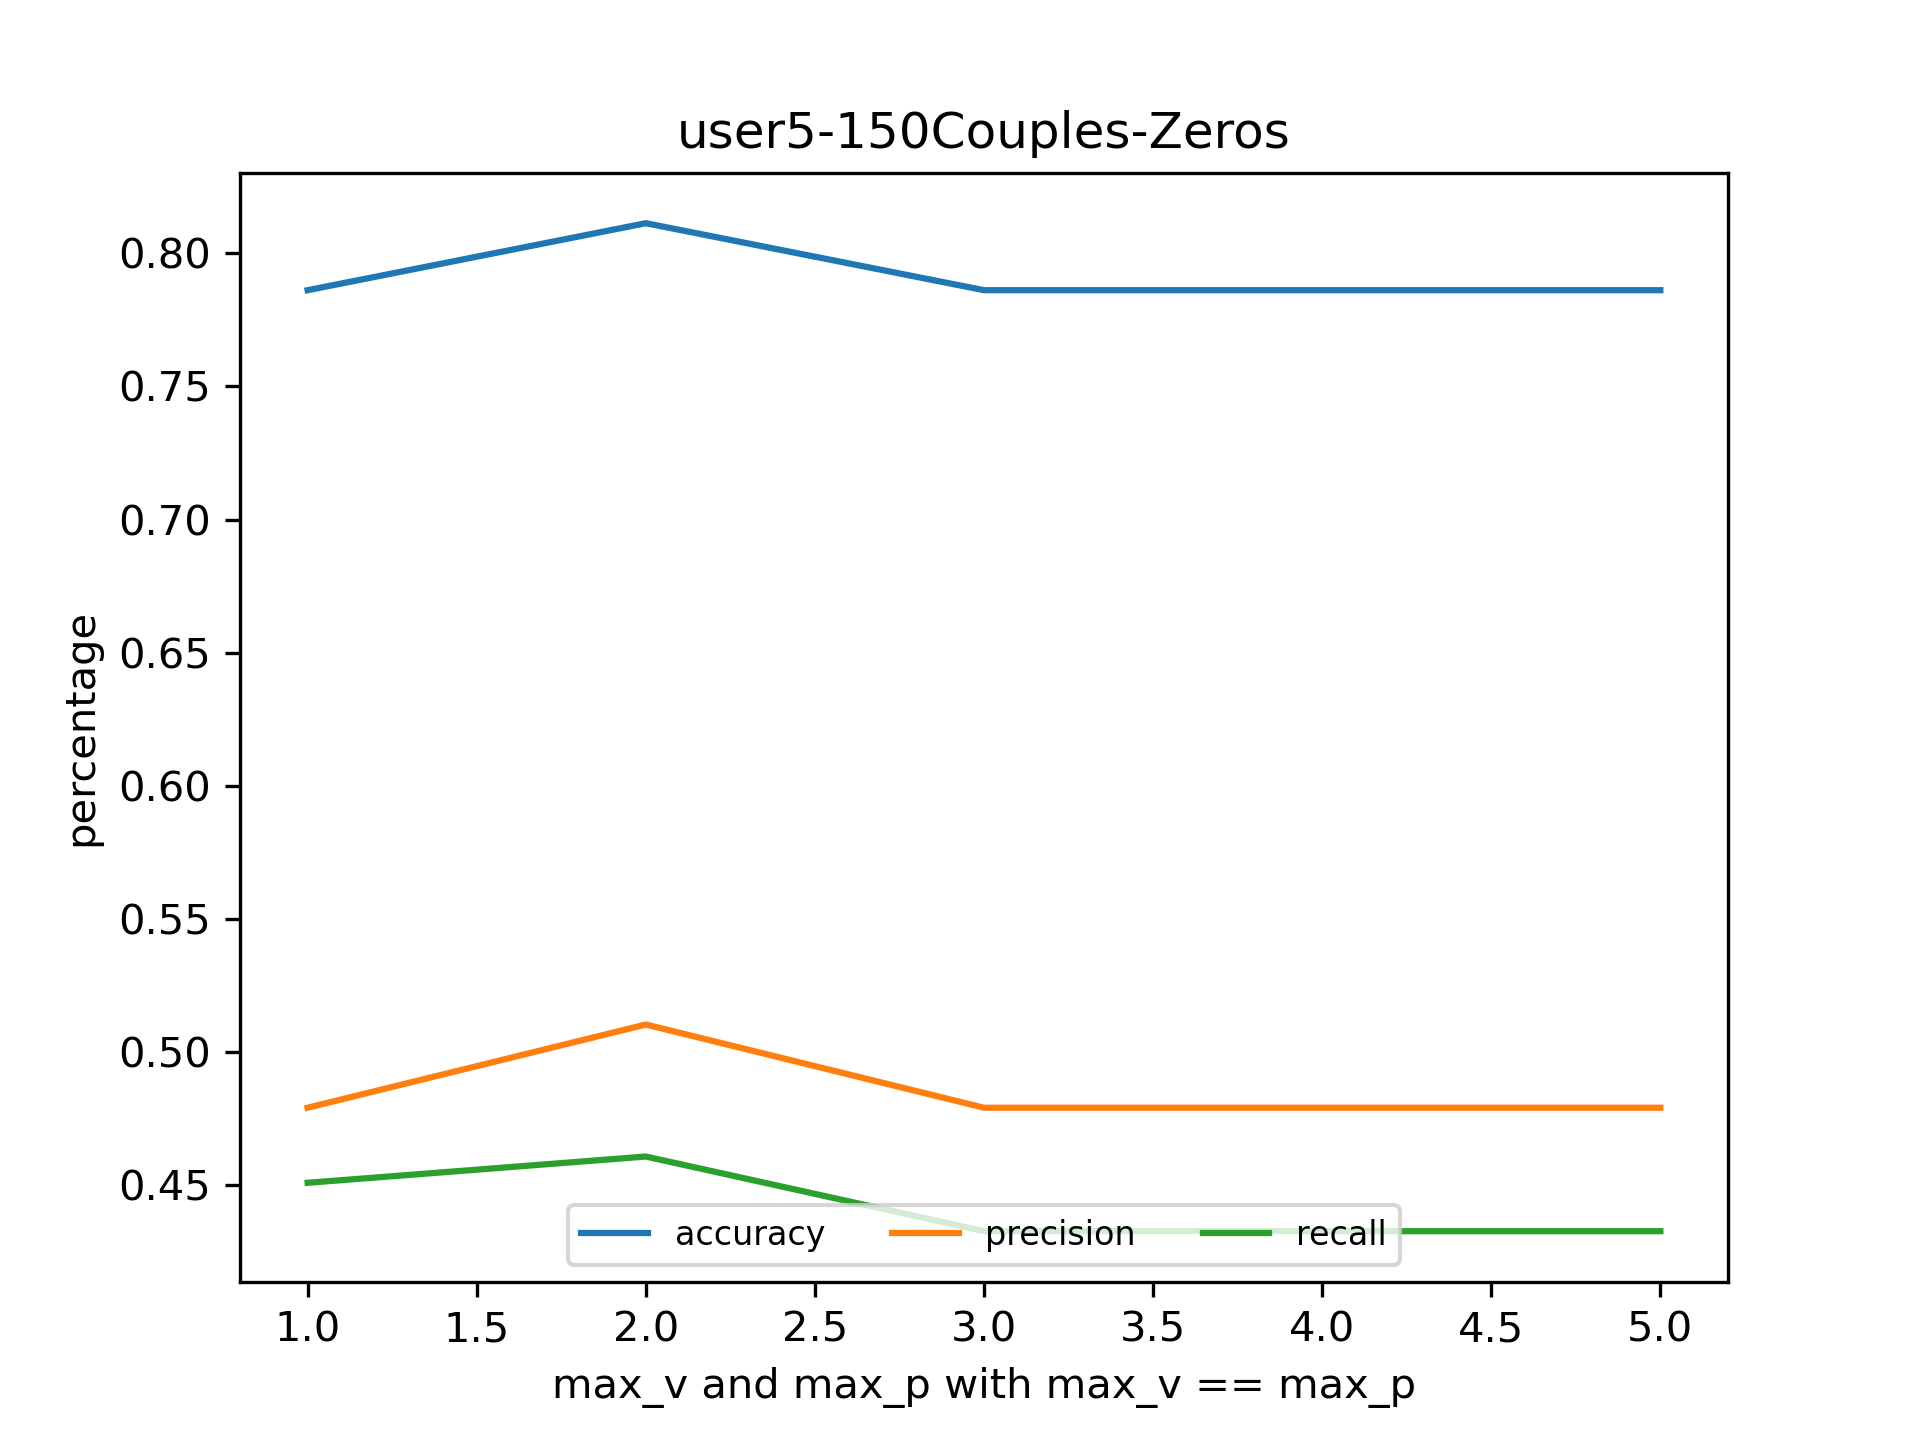 user5-150Couples-Zeros
percentage
0.80
0.75
0.70
0.65
0.60
0.55
0.50
0.45
accuracy precision recall
1.0 1.5 2.0 2.5 3.0 3.5 4.0 4.5 5.0
max_v and max_p with max_v == max_p